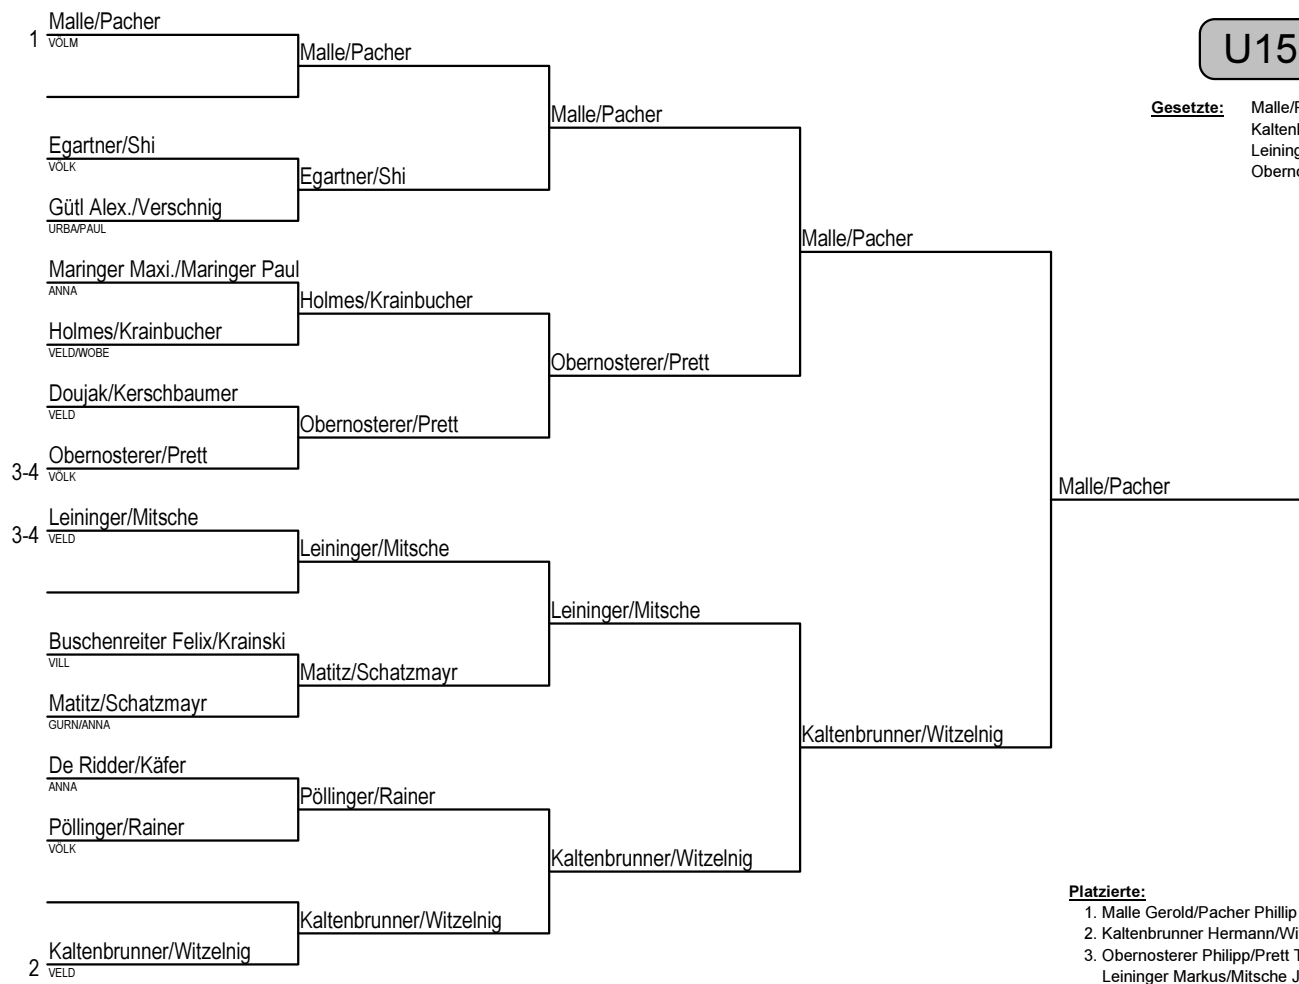 U15
Gesetzte:
Malle/Pacher
1
VÖLM
Malle/Pacher
Egartner/Shi
VÖLK
Egartner/Shi
Gütl Alex./Verschnig
URBA/PAUL
Malle/Pacher
Maringer Maxi./Maringer Paul
ANNA
Holmes/Krainbucher
Holmes/Krainbucher
VELD/WOBE
Obernosterer/Prett
Doujak/Kerschbaumer
VELD
Obernosterer/Prett
Obernosterer/Prett
3-4
VÖLK
Malle/Pacher
Leininger/Mitsche
3-4
VELD
Leininger/Mitsche
Buschenreiter Felix/Krainski
VILL
Matitz/Schatzmayr
Matitz/Schatzmayr
GURN/ANNA
Leininger/Mitsche
De Ridder/Käfer
ANNA
Pöllinger/Rainer
Pöllinger/Rainer
VÖLK
Kaltenbrunner/Witzelnig
Kaltenbrunner/Witzelnig
Kaltenbrunner/Witzelnig
2
VELD
Kaltenbrunner/Witzelnig
Malle/Pacher
Platzierte:
1. Malle Gerold/Pacher Phillip
2. Kaltenbrunner Hermann/Wi
3. Obernosterer Philipp/Prett T
Leininger Markus/Mitsche J